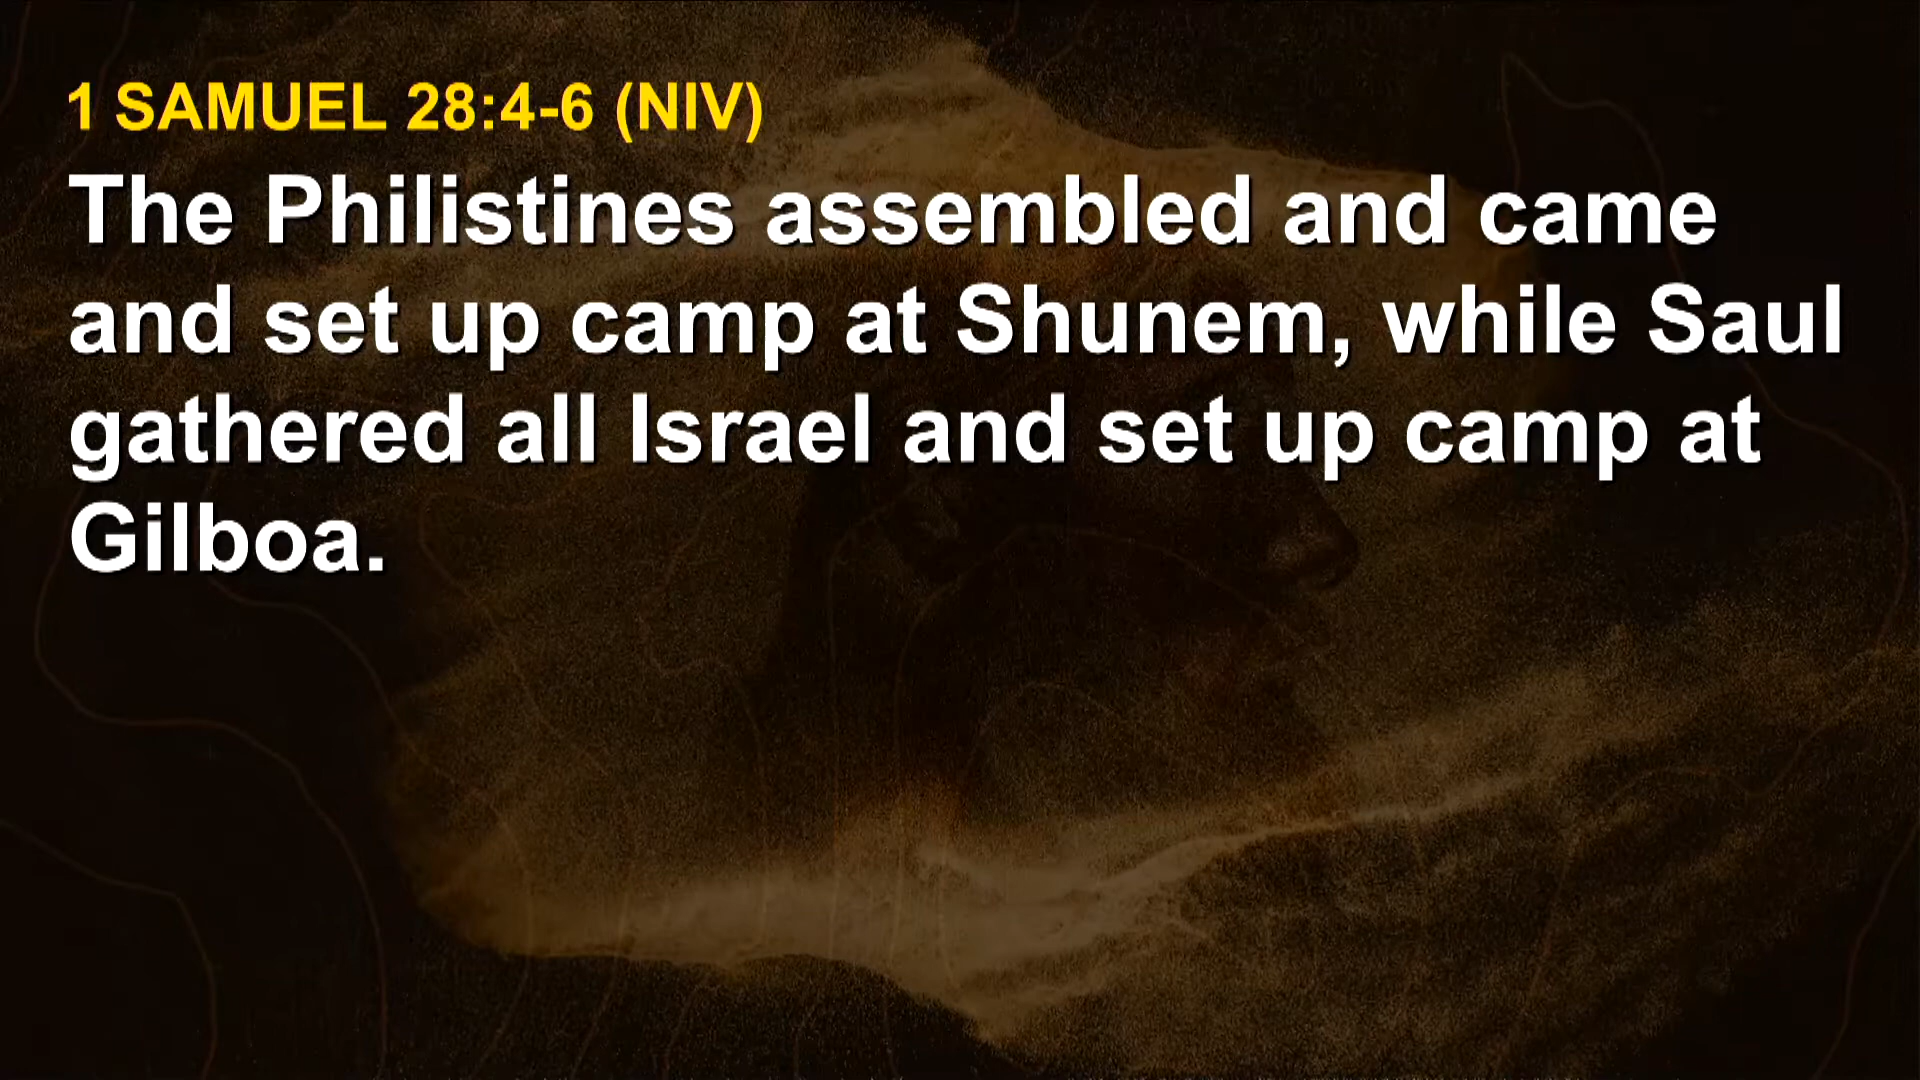 1 SAMUEL 28:4-6 (NIV)
The Philistines assembled and came
and set up camp at Shunem, while Saul
gathered all Israel and set up camp at
Gilboa.